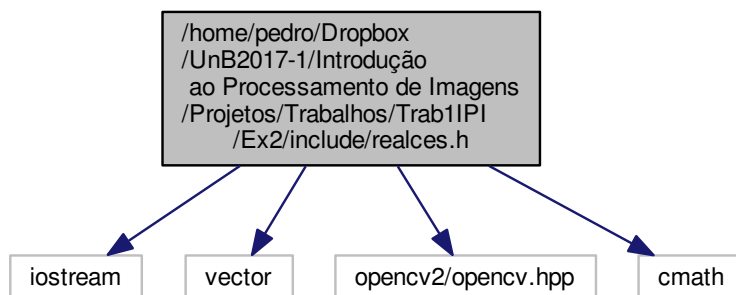 /home/pedro/Dropbox
/UnB2017-1/Introdução
ao Processamento de Imagens
/Projetos/Trabalhos/Trab1IPI
/Ex2/include/realces.h
iostream
vector
opencv2/opencv.hpp
cmath